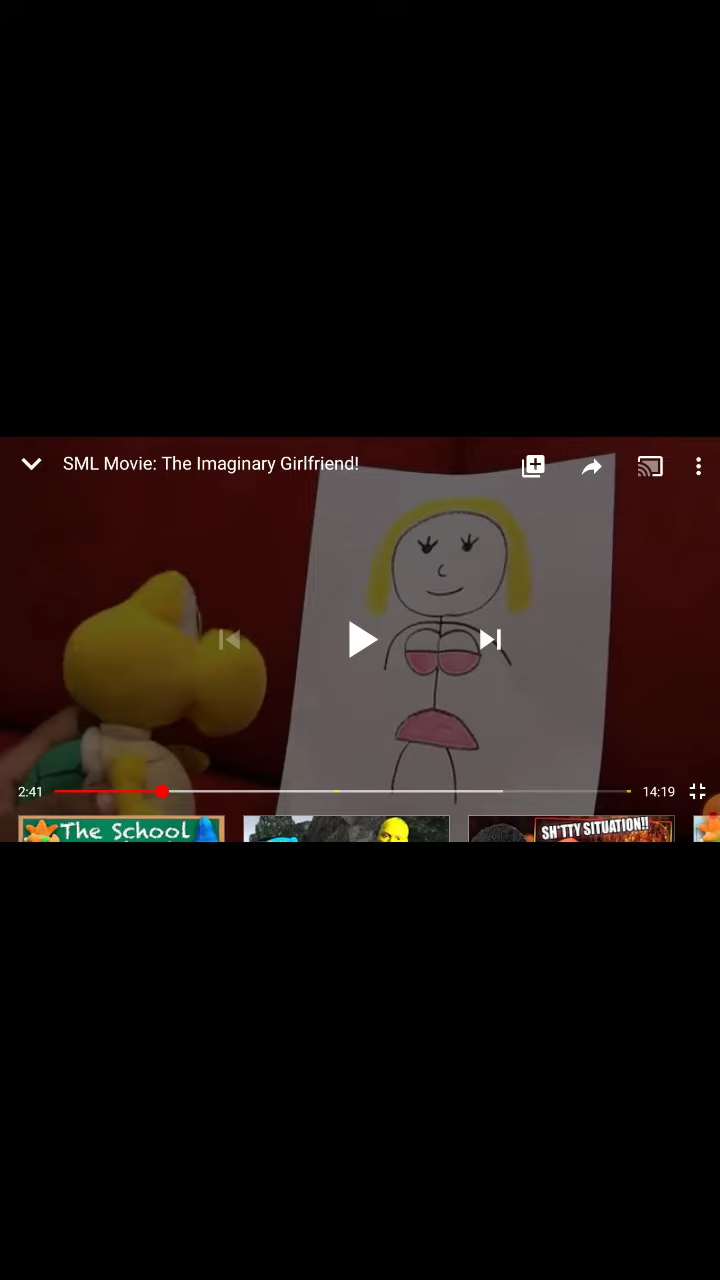 SML Movie: The Imaginary Girlfriend!
2:41
14:19
The School
SH*TTY SITUATION!!